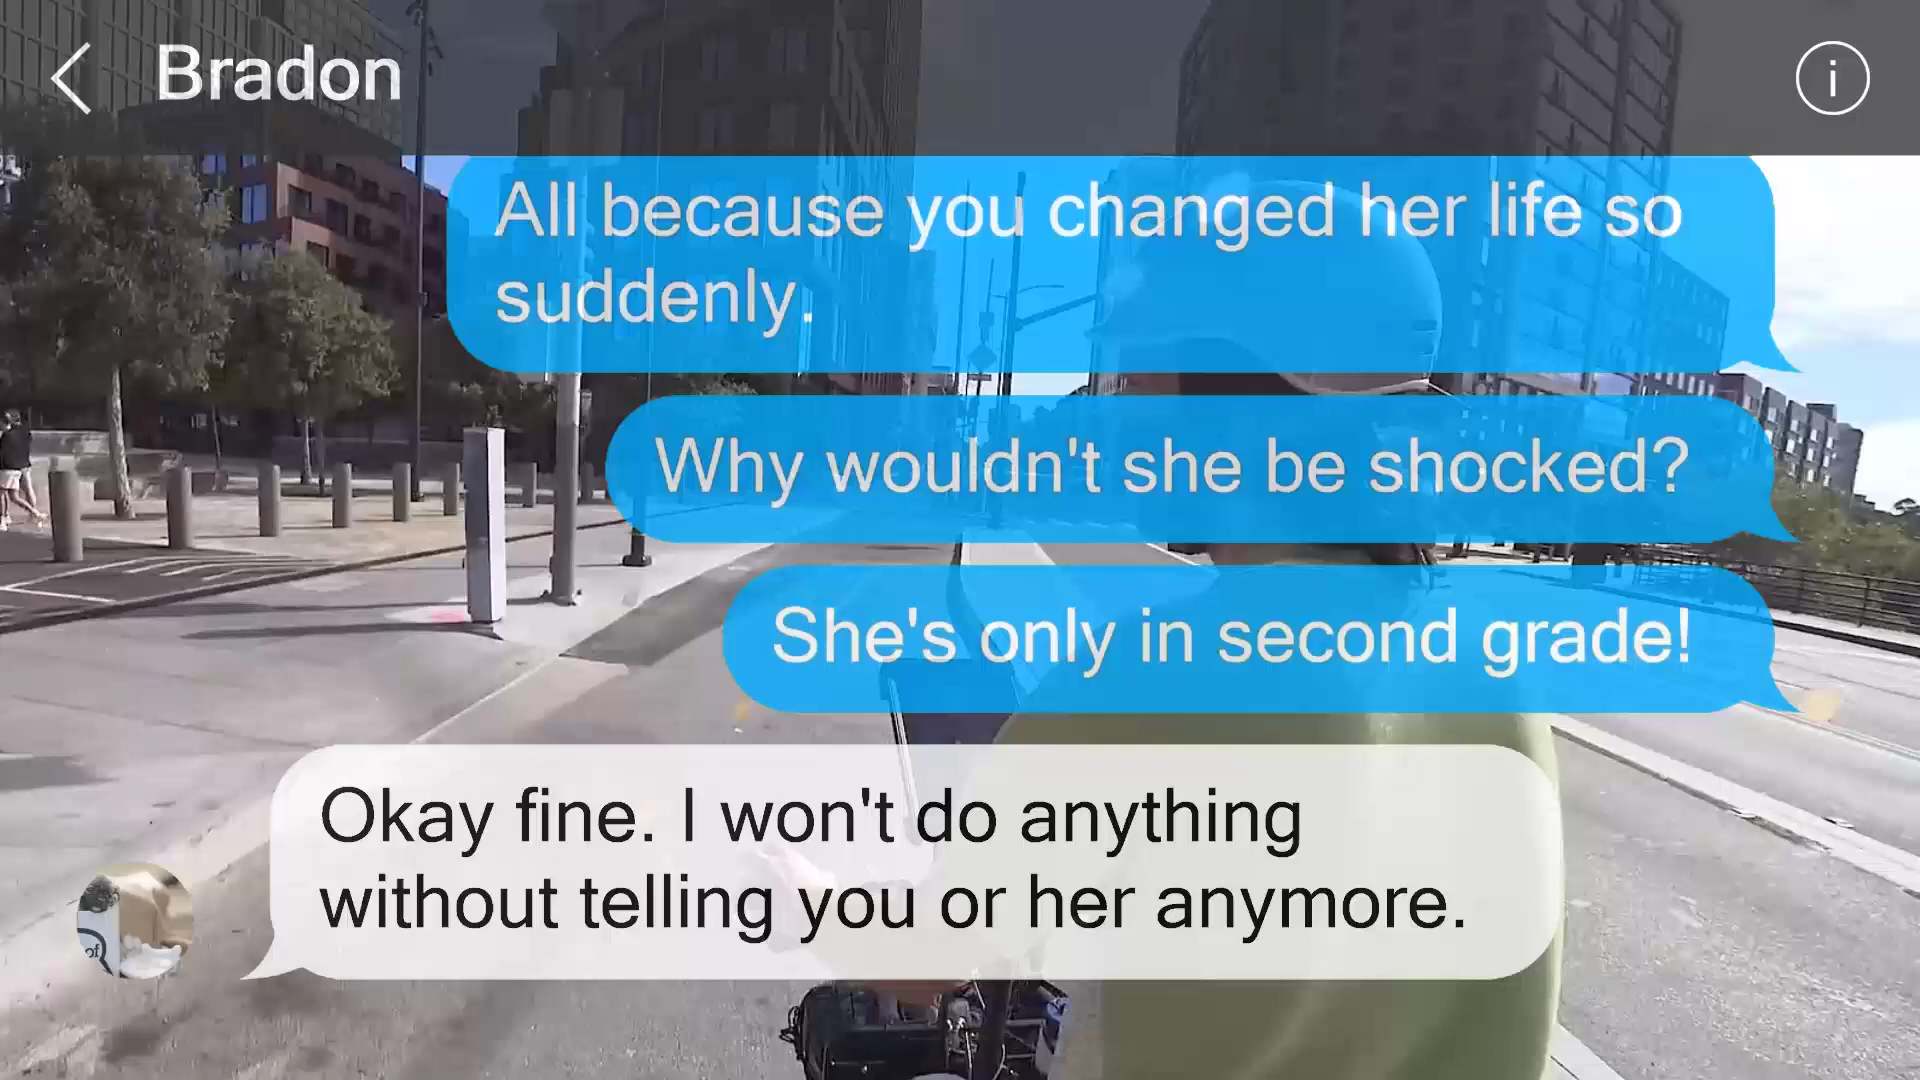 Bradon
All because you changed her life so
suddenly.
Why wouldn't she be shocked?
She's only in second grade!
Okay fine. I won't do anything
without telling you or her anymore.
of